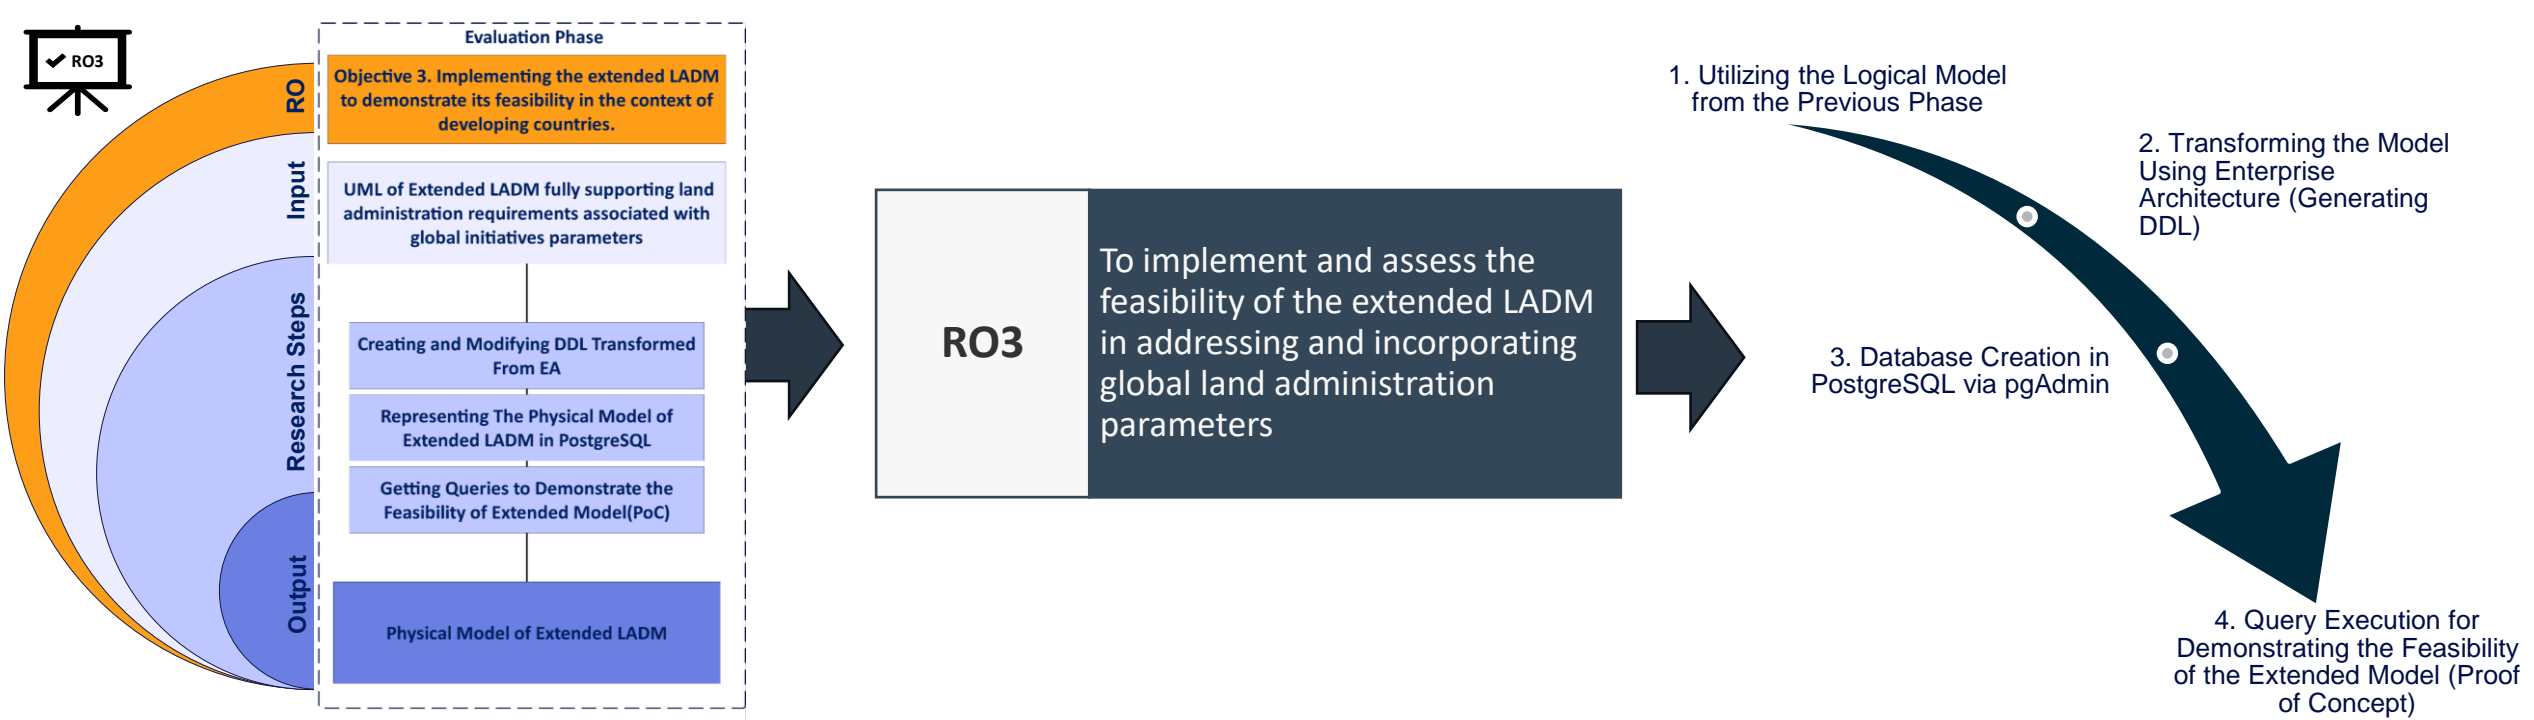 RO3
RO
Input
Research Steps
Output
Evaluation Phase
Objective 3. Implementing the extended LADM
to demonstrate its feasibility in the context of
developing countries.
UML of Extended LADM fully supporting land
administration requirements associated with
global initiatives parameters
Creating and Modifying DDL Transformed
From EA
Representing The Physical Model of
Extended LADM in PostgreSQL
Getting Queries to Demonstrate the
Feasibility of Extended Model(PoC)
Physical Model of Extended LADM
RO3
To implement and assess the
feasibility of the extended LADM
in addressing and incorporating
global land administration
parameters
1. Utilizing the Logical Model
from the Previous Phase
2. Transforming the Model
Using Enterprise
Architecture (Generating
DDL)
3. Database Creation in
PostgreSQL via pgAdmin
4. Query Execution for
Demonstrating the Feasibility
of the Extended Model (Proof
of Concept)